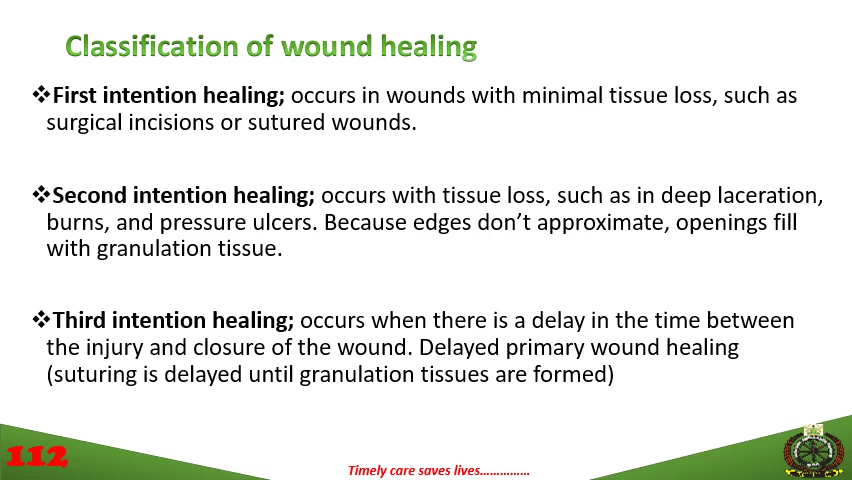 Classification of wound healing
❖First intention healing; occurs in wounds with minimal tissue loss, such as
surgical incisions or sutured wounds.
❖Second intention healing; occurs with tissue loss, such as in deep laceration,
burns, and pressure ulcers. Because edges don’t approximate, openings fill
with granulation tissue.
❖Third intention healing; occurs when there is a delay in the time between
the injury and closure of the wound. Delayed primary wound healing
(suturing is delayed until granulation tissues are formed)
112
Timely care saves lives……………